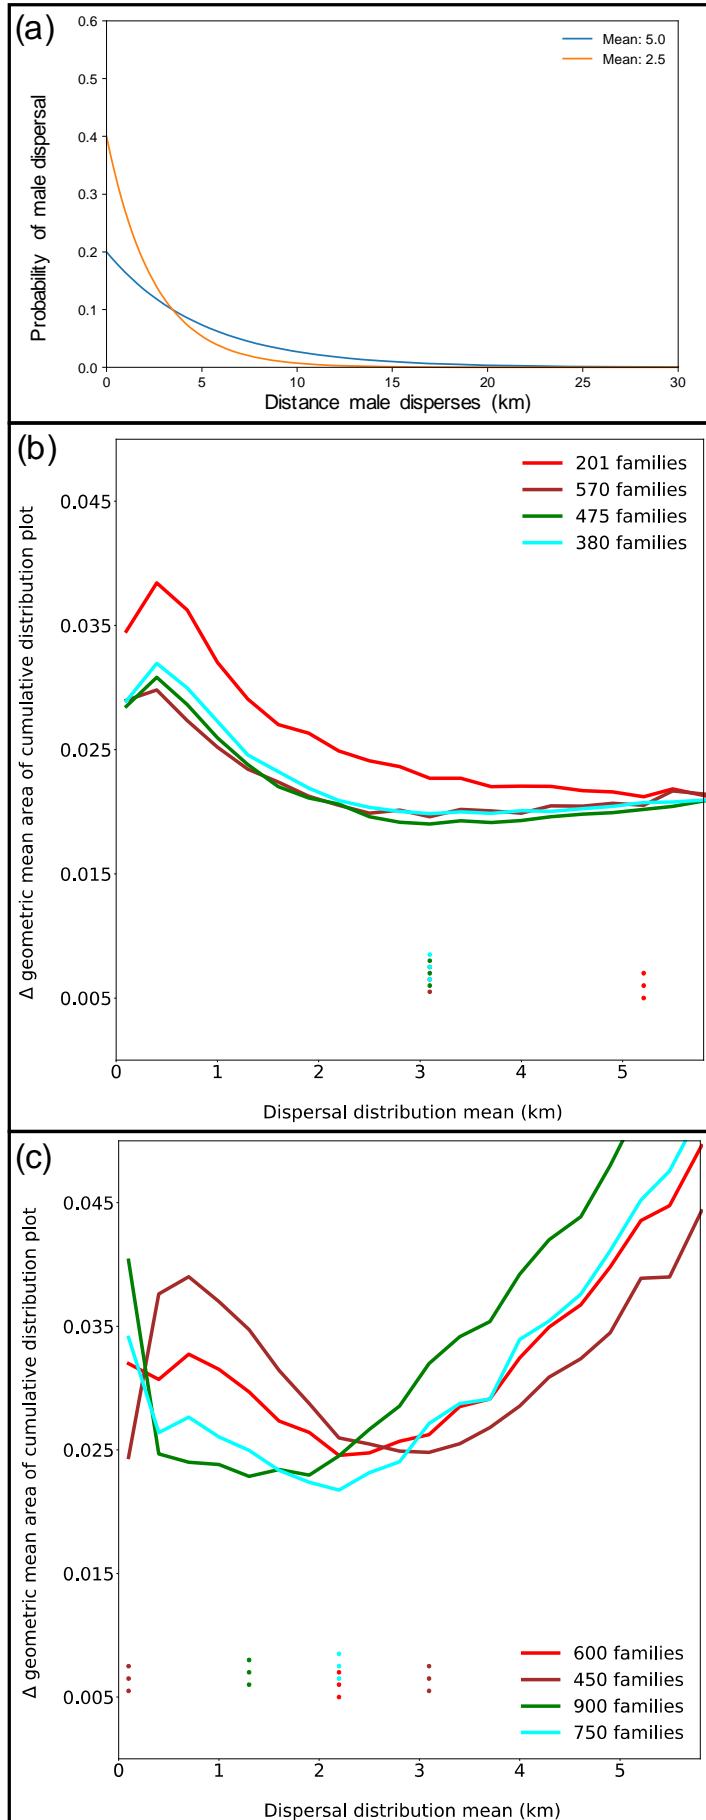 (a)
0.6
0.5
0.4
0.3
0.2
0.1
0.0
Probability of male dispersal
Mean: 5.0
Mean: 2.5
0 5 10 15 20 25 30
Distance male disperses (km)
(b)
0.045
0.035
0.025
0.015
0.005
Δ geometric mean area of cumulative distribution plot
201 families
570 families
475 families
380 families
0 1 2 3 4 5
Dispersal distribution mean (km)
(c)
0.045
0.035
0.025
0.015
0.005
Δ geometric mean area of cumulative distribution plot
600 families
450 families
900 families
750 families
0 1 2 3 4 5
Dispersal distribution mean (km)